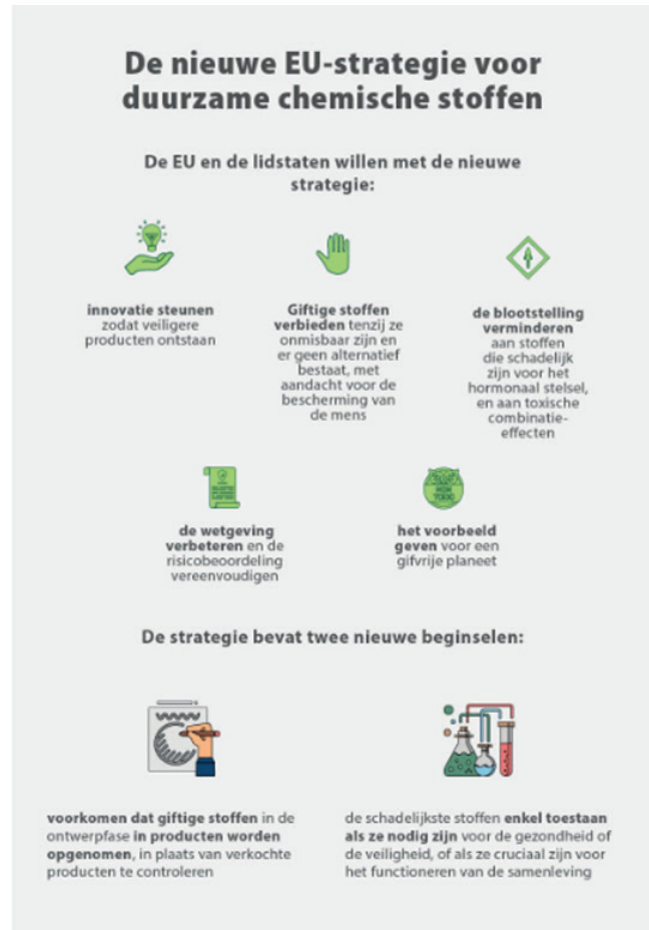 De nieuwe EU-strategie voor
duurzame chemische stoffen
De EU en de lidstaten willen met de nieuwe
strategie:
innovatie steunen
zodat veiligere
producten ontstaan
Giftige stoffen
verbieden tenzij ze
onmisbaar zijn en
er geen alternatief
bestaat, met
aandacht voor de
bescherming van
de mens
de blootstelling
verminderen
aan stoffen
die schadelijk
zijn voor het
hormonaal stelsel,
en aan toxische
combinatie-
effecten
de wetgeving
verbeteren en de
risicobeoordeling
vereenvoudigen
het voorbeeld
geven voor een
gifvrije planeet
De strategie bevat twee nieuwe beginselen:
voorkomen dat giftige stoffen in de
ontwerpfase in producten worden
opgenomen, in plaats van verkochte
producten te controleren
de schadelijkste stoffen enkel toestaan
als ze nodig zijn voor de gezondheid of
de veiligheid, of als ze cruciaal zijn voor
het functioneren van de samenleving